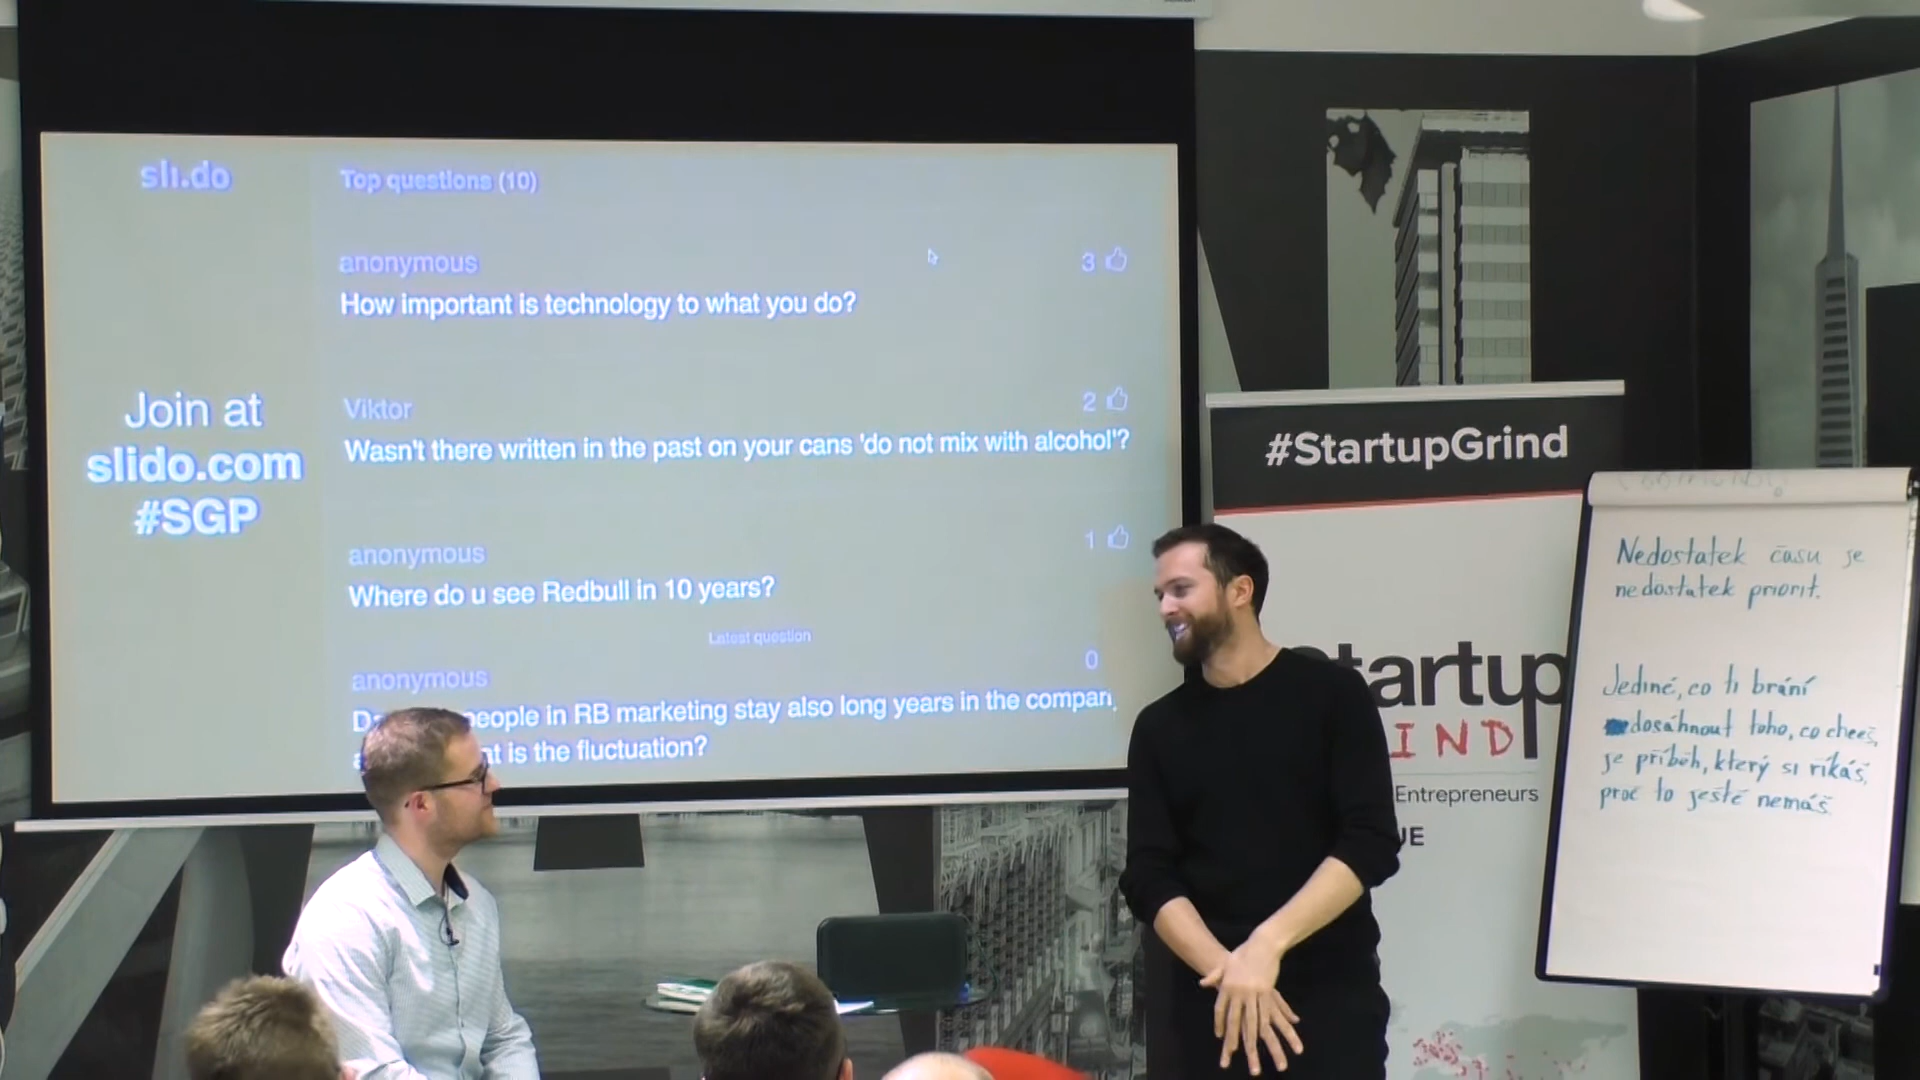 sli.do
Top questions (10)
anonymous
3
How important is technology to what you do?
Join at
slido.com
#SGP
Viktor
2
Wasn't there written in the past on your cans 'do not mix with alcohol'?
anonymous
1
Where do u see Redbull in 10 years?
Latest question
anonymous
0
people in RB marketing stay also long years in the
is the fluctuation?
#StartupGrind
Entrepreneurs
Nedostatek času je
nedostatek priorit.
Jediné, co ti brání
dosáhnout toho, co chceš,
je příběh, který si říkáš,
proč to ještě nemáš